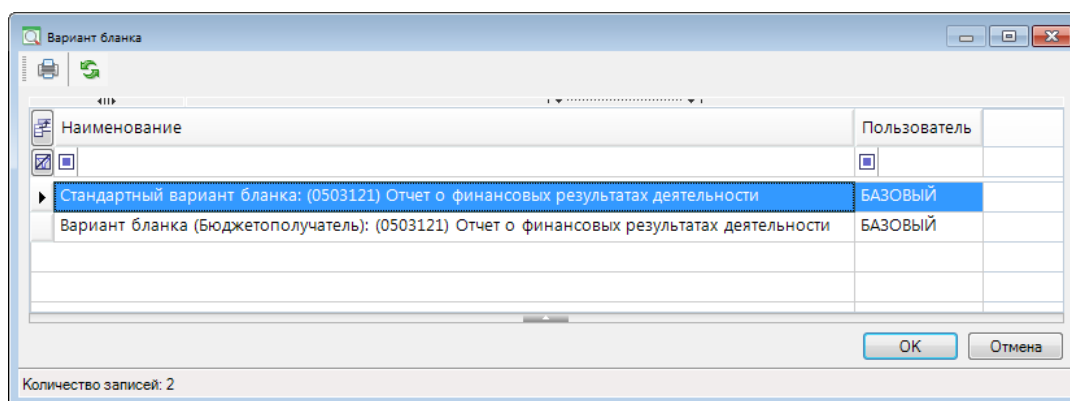 Вариант бланка
Наименование Пользователь
Стандартный вариант бланка: (0503121) Отчет о финансовых результатах деятельности БАЗОВЫЙ
Вариант бланка (Бюджетополучатель): (0503121) Отчет о финансовых результатах деятельности БАЗОВЫЙ
OK Отмена
Количество записей: 2